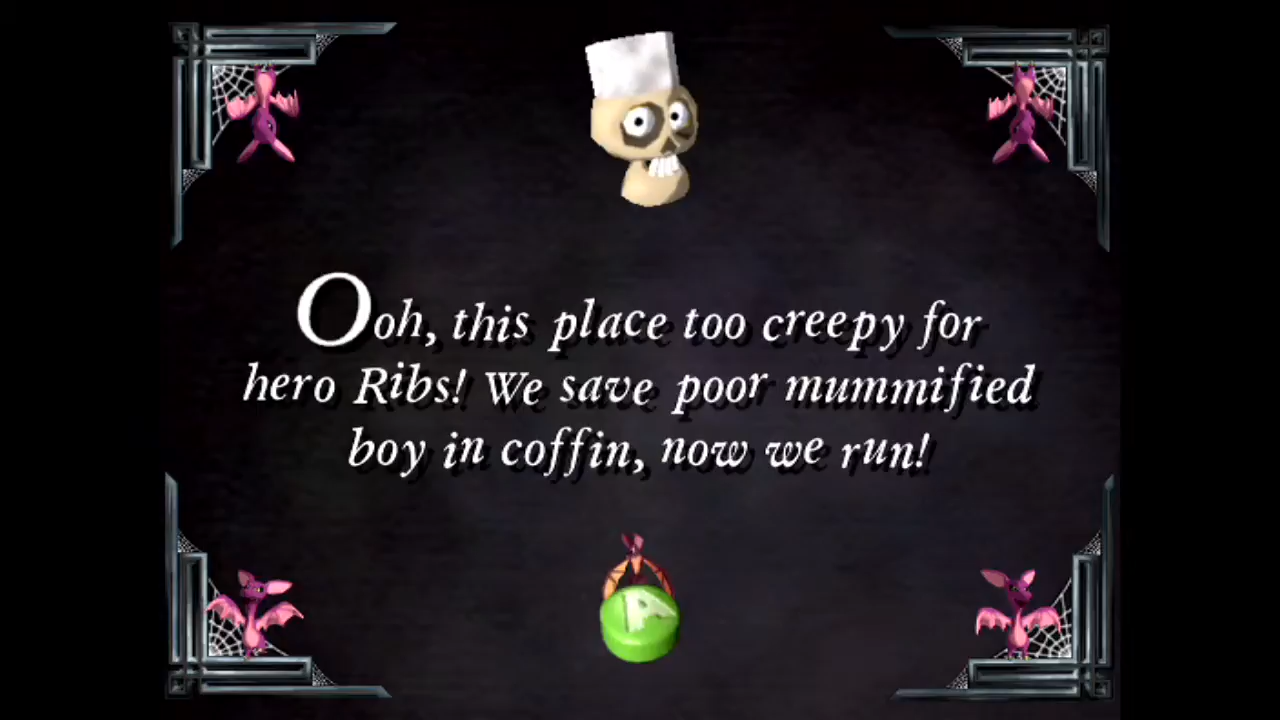 Ooh, this place too creepy for
hero Ribs! We save poor mummified
boy in coffin, now we run!
A